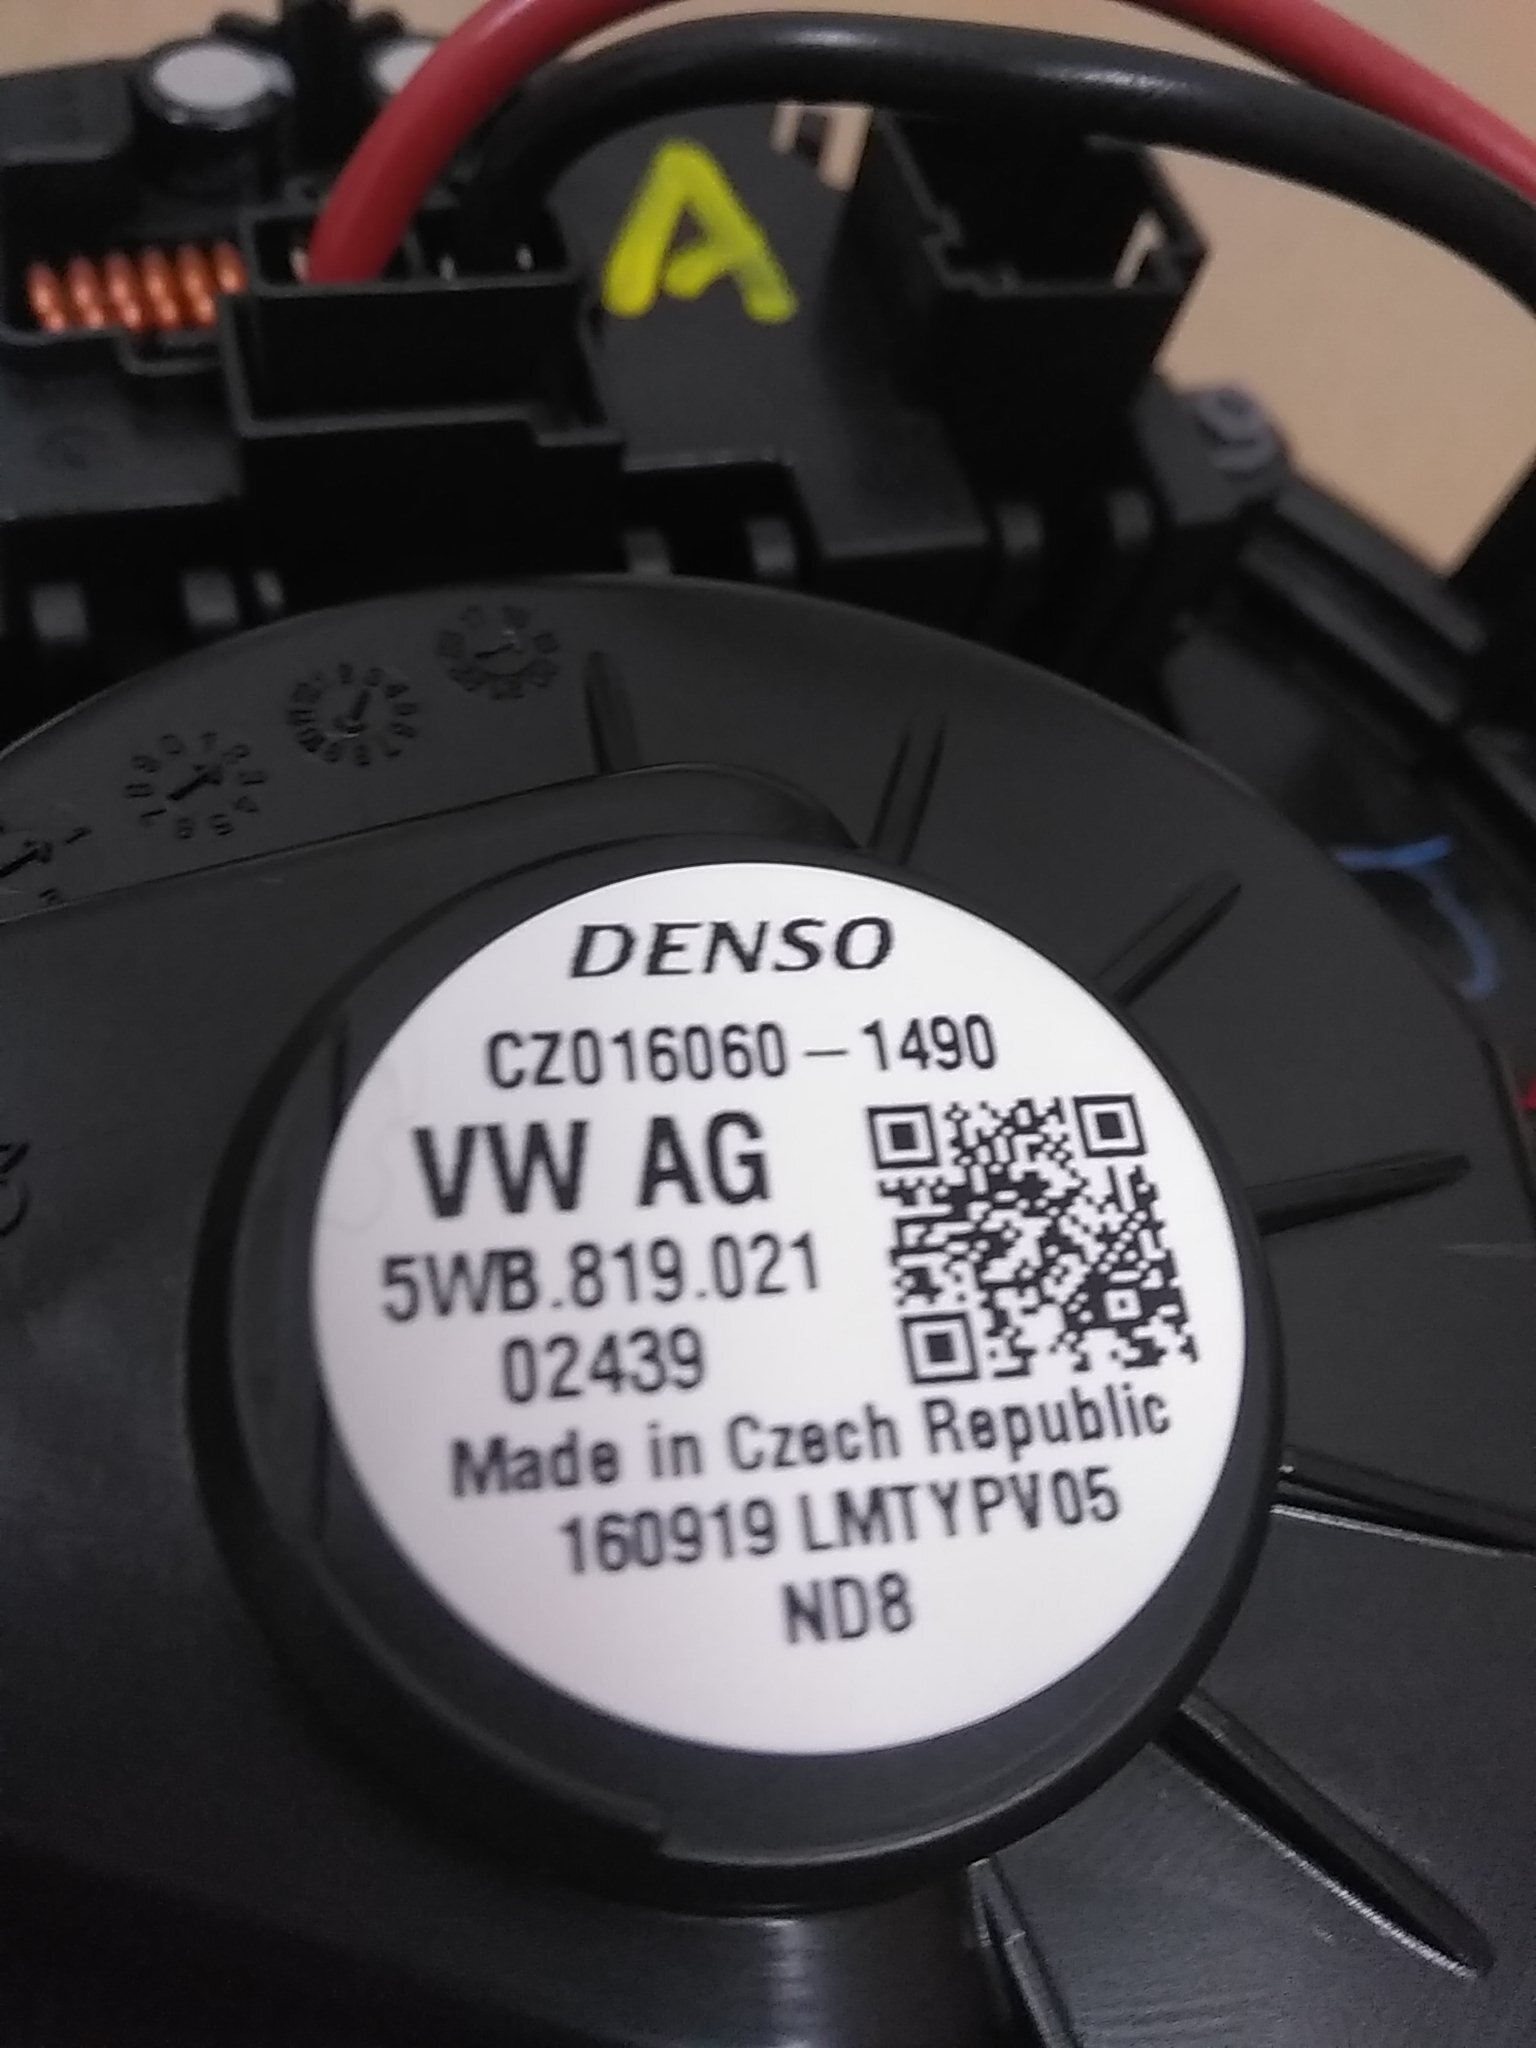 A
DENSO
CZ016060-1490
VW AG
5WB.819.021
02439
Made in Czech Republic
160919 LMTYPV05
ND8